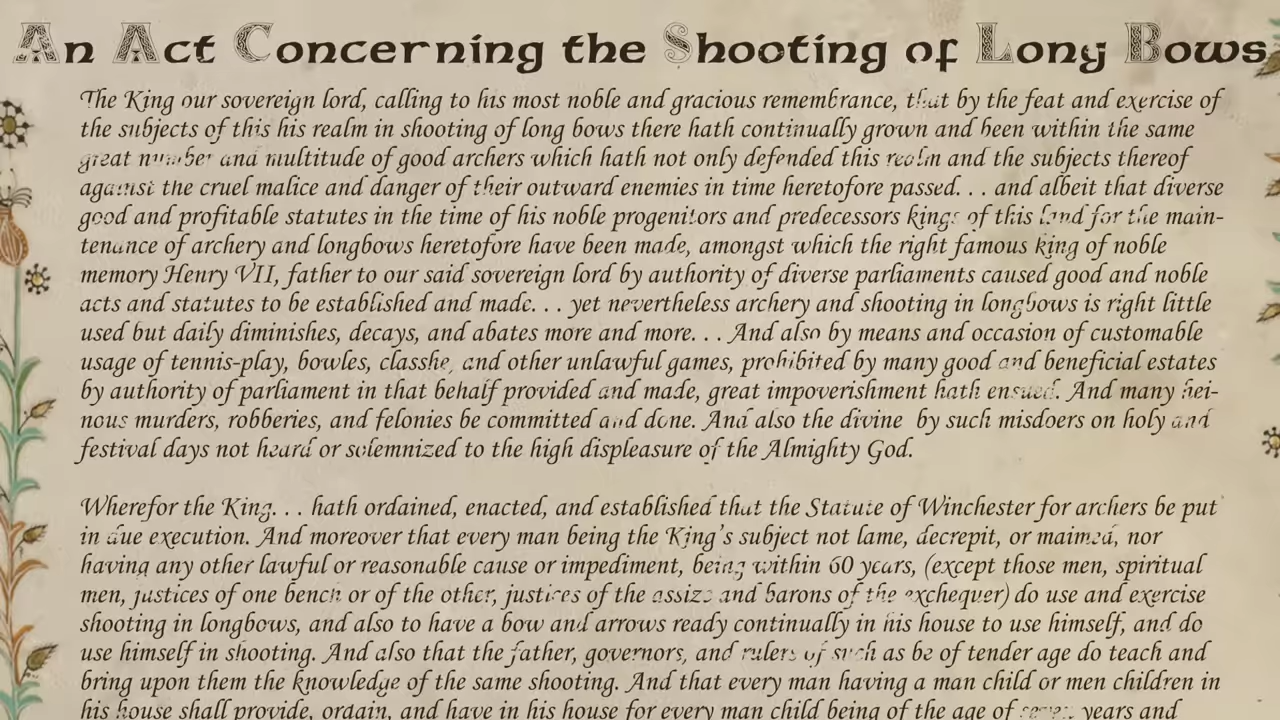 An Act Concerning the Shooting of Long Bows
The King our sovereign lord, calling to his most noble and gracious remembrance, that by the feat and exercise of
the subjects of this his realm in shooting of long bows there hath continually grown and been within the same
great number and multitude of good archers which hath not only defended this realm and the subjects thereof
against the cruel malice and danger of their outward enemies in time heretofore passed. . . and albeit that diverse
good and profitable statutes in the time of his noble progenitors and predecessors kings of this land for the main-
tenance of archery and longbows heretofore have been made, amongst which the right famous king of noble
memory Henry VII, father to our said sovereign lord by authority of diverse parliaments caused good and noble
acts and statutes to be established and made. . . yet nevertheless archery and shooting in longbows is right little
used but daily diminishes, decays, and abates more and more. . . And also by means and occasion of customable
usage of tennis-play, bowles, classhe, and other unlawful games, prohibited by many good and beneficial estates
by authority of parliament in that behalf provided and made, great impoverishment hath ensued. And many hei-
nous murders, robberies, and felonies be committed and done. And also the divine by such misdoers on holy and
festival days not heard or solemnized to the high displeasure of the Almighty God.
Wherefor the King. . . hath ordained, enacted, and established that the Statute of Winchester for archers be put
in due execution. And moreover that every man being the King's subject not lame, decrepit, or maimed, nor
having any other lawful or reasonable cause or impediment, being within 60 years, (except those men, spiritual
men, justices of one bench or of the other, justices of the assize and barons of the exchequer) do use and exercise
shooting in longbows, and also to have a bow and arrows ready continually in his house to use himself, and do
use himself in shooting. And also that the father, governors, and rulers of such as be of tender age do teach and
bring upon them the knowledge of the same shooting. And that every man having a man child or men children in
his house shall provide, ordain, and have in his house for every man child being of the age of seven years and